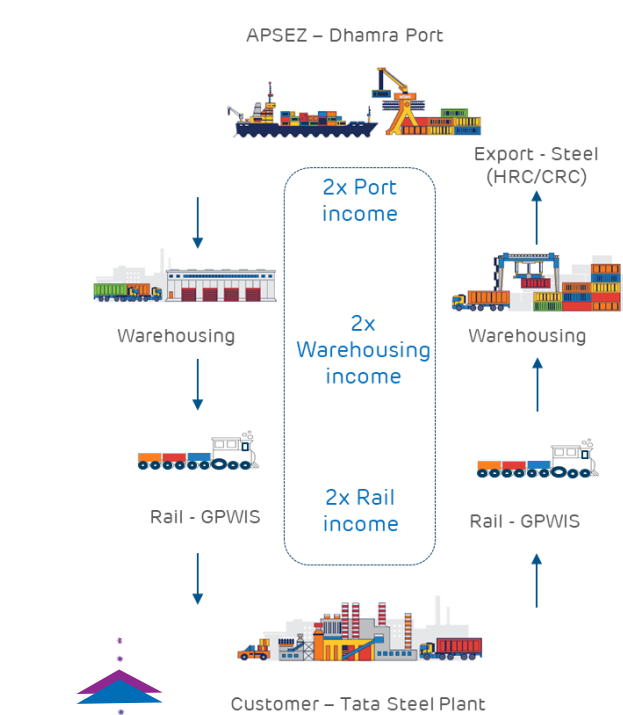 APSEZ – Dhamra Port
Export - Steel
(HRC/CRC)
2x Port
income
Warehousing
2x
Warehousing
income
Warehousing
Rail - GPWIS
2x Rail
income
Rail - GPWIS
Customer – Tata Steel Plant